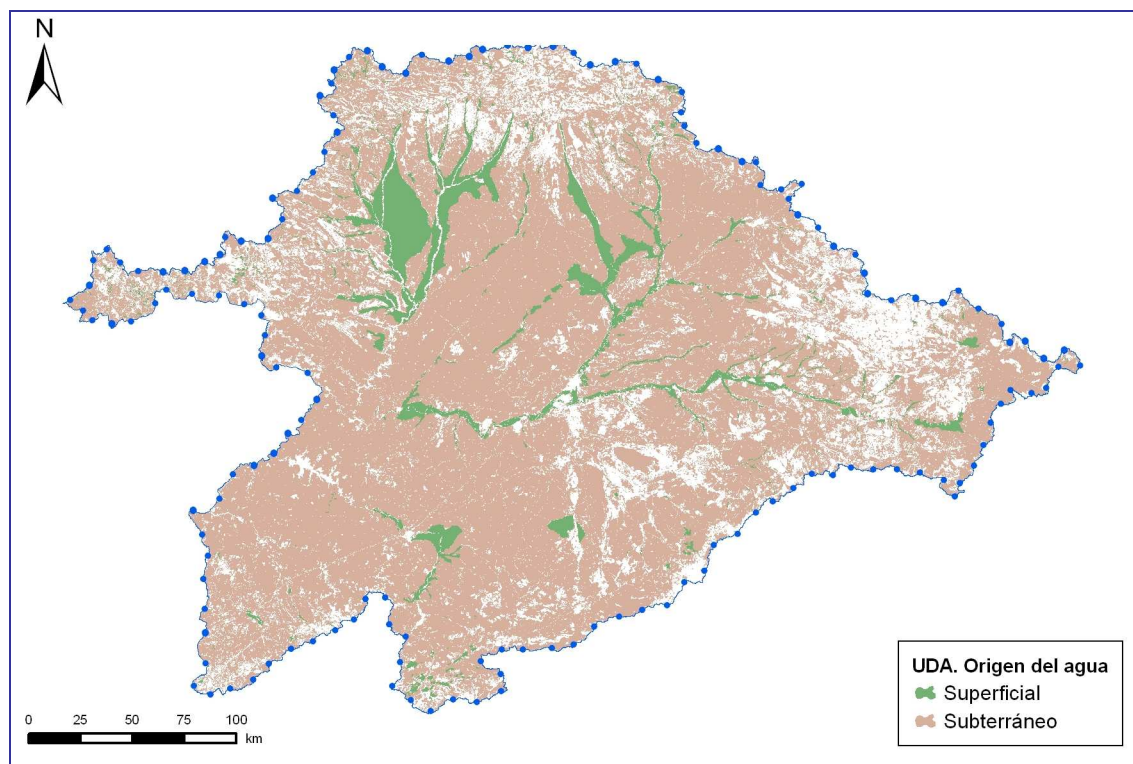 N
UDA. Origen del agua
Superficial
Subterráneo
0 25 50 75 100
km